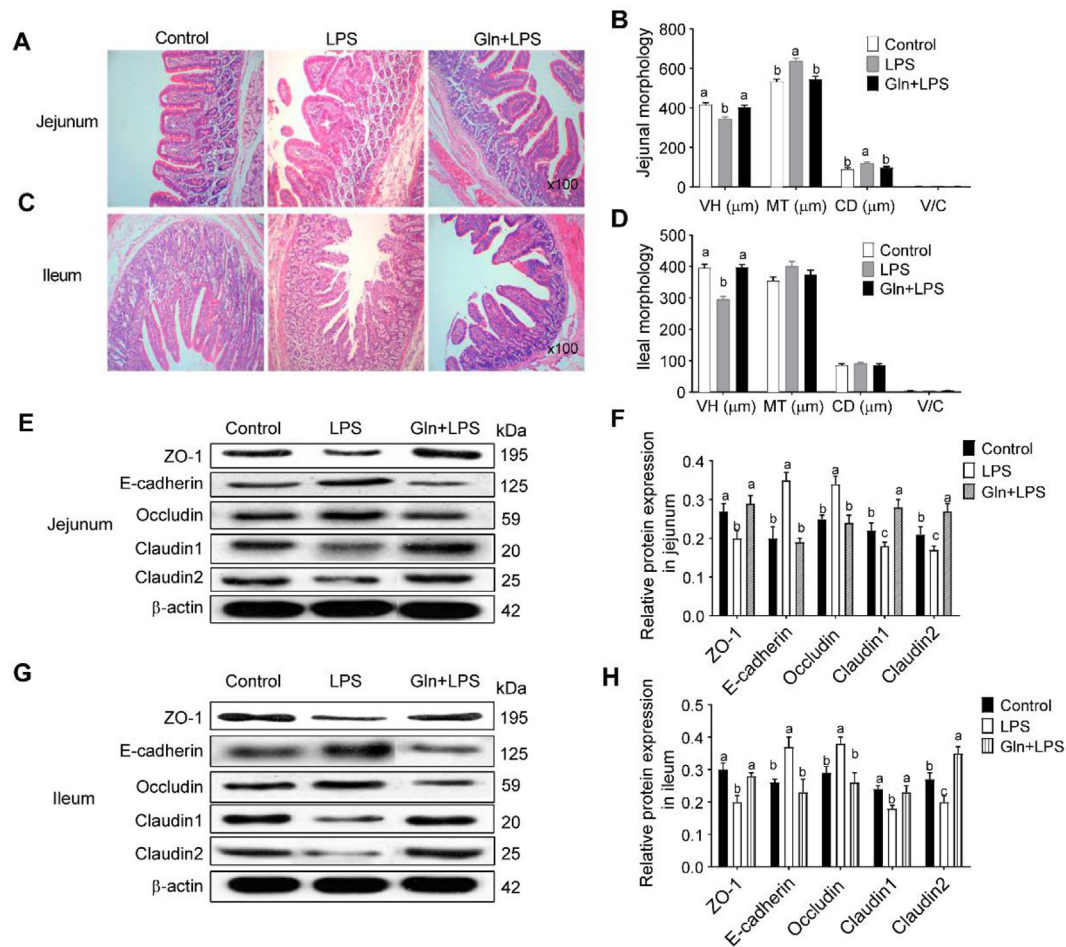 A
Control
LPS
Gln+LPS
Jejunum
x100
C
Ileum
x100
B
Jejunal morphology
800
600
400
200
0
a
b
a
b
a
b
b
a
b
Control
LPS
Gln+LPS
VH (μm)
MT (μm)
CD (μm)
V/C
D
Ileal morphology
500
400
300
200
100
0
a
b
a
Control
LPS
Gln+LPS
VH (μm)
MT (μm)
CD (μm)
V/C
E
Control
LPS
Gln+LPS
kDa
Jejunum
ZO-1
195
E-cadherin
125
Occludin
59
Claudin1
20
Claudin2
25
β-actin
42
F
Relative protein expression
in jejunum
0.4
0.3
0.2
0.1
0.0
a
b
a
b
a
b
b
a
b
b
c
a
b
c
a
Control
LPS
Gln+LPS
ZO-1
E-cadherin
Occludin
Claudin1
Claudin2
G
Control
LPS
Gln+LPS
kDa
Ileum
ZO-1
195
E-cadherin
125
Occludin
59
Claudin1
20
Claudin2
25
β-actin
42
H
Relative protein expression
in ileum
0.5
0.4
0.3
0.2
0.1
0.0
a
b
a
b
a
b
b
a
b
a
b
a
b
c
a
Control
LPS
Gln+LPS
ZO-1
E-cadherin
Occludin
Claudin1
Claudin2